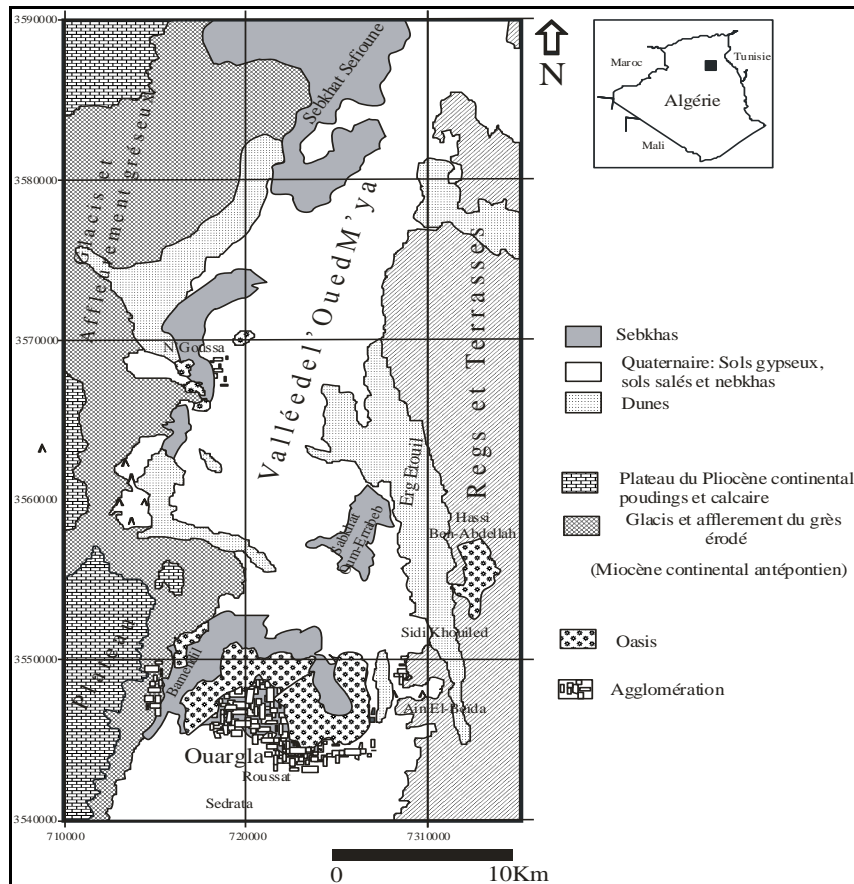 3590000
3580000
3570000
3560000
3550000
3540000
710000
720000
7310000
N
Maroc
Tunisie
Algérie
Mali
Sebkhat Sefioune
Glacis et
Affleurement gréseux
Vallée de l'Oued M'ya
Regs et Terrasses
N'Goussa
Erg Etouil
Hassi
Ben-Abdellah
Sabkhat
Oum-Errabeb
Sidi Khouiled
Plateau
Bamendil
Ain El-Beida
Ouargla
Roussat
Sedrata
Sebkhas
Quaternaire: Sols gypseux,
sols salés et nebkhas
Dunes
Plateau du Pliocène continental
poudings et calcaire
Glacis et afflerement du grès
érodé
(Miocène continental antépontien)
Oasis
Agglomération
0
10Km